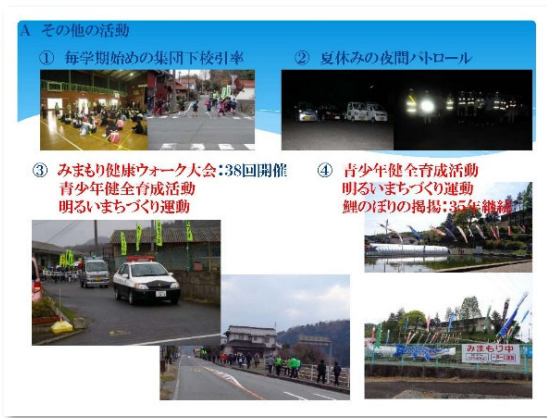 A その他の活動
① 毎学期始めの集団下校引率
② 夏休みの夜間パトロール
③ みまもり健康ウォーク大会：38回開催
青少年健全育成活動
明るいまちづくり運動
④ 青少年健全育成活動
明るいまちづくり運動
鯉のぼりの掲揚：35年継続
みまもり中